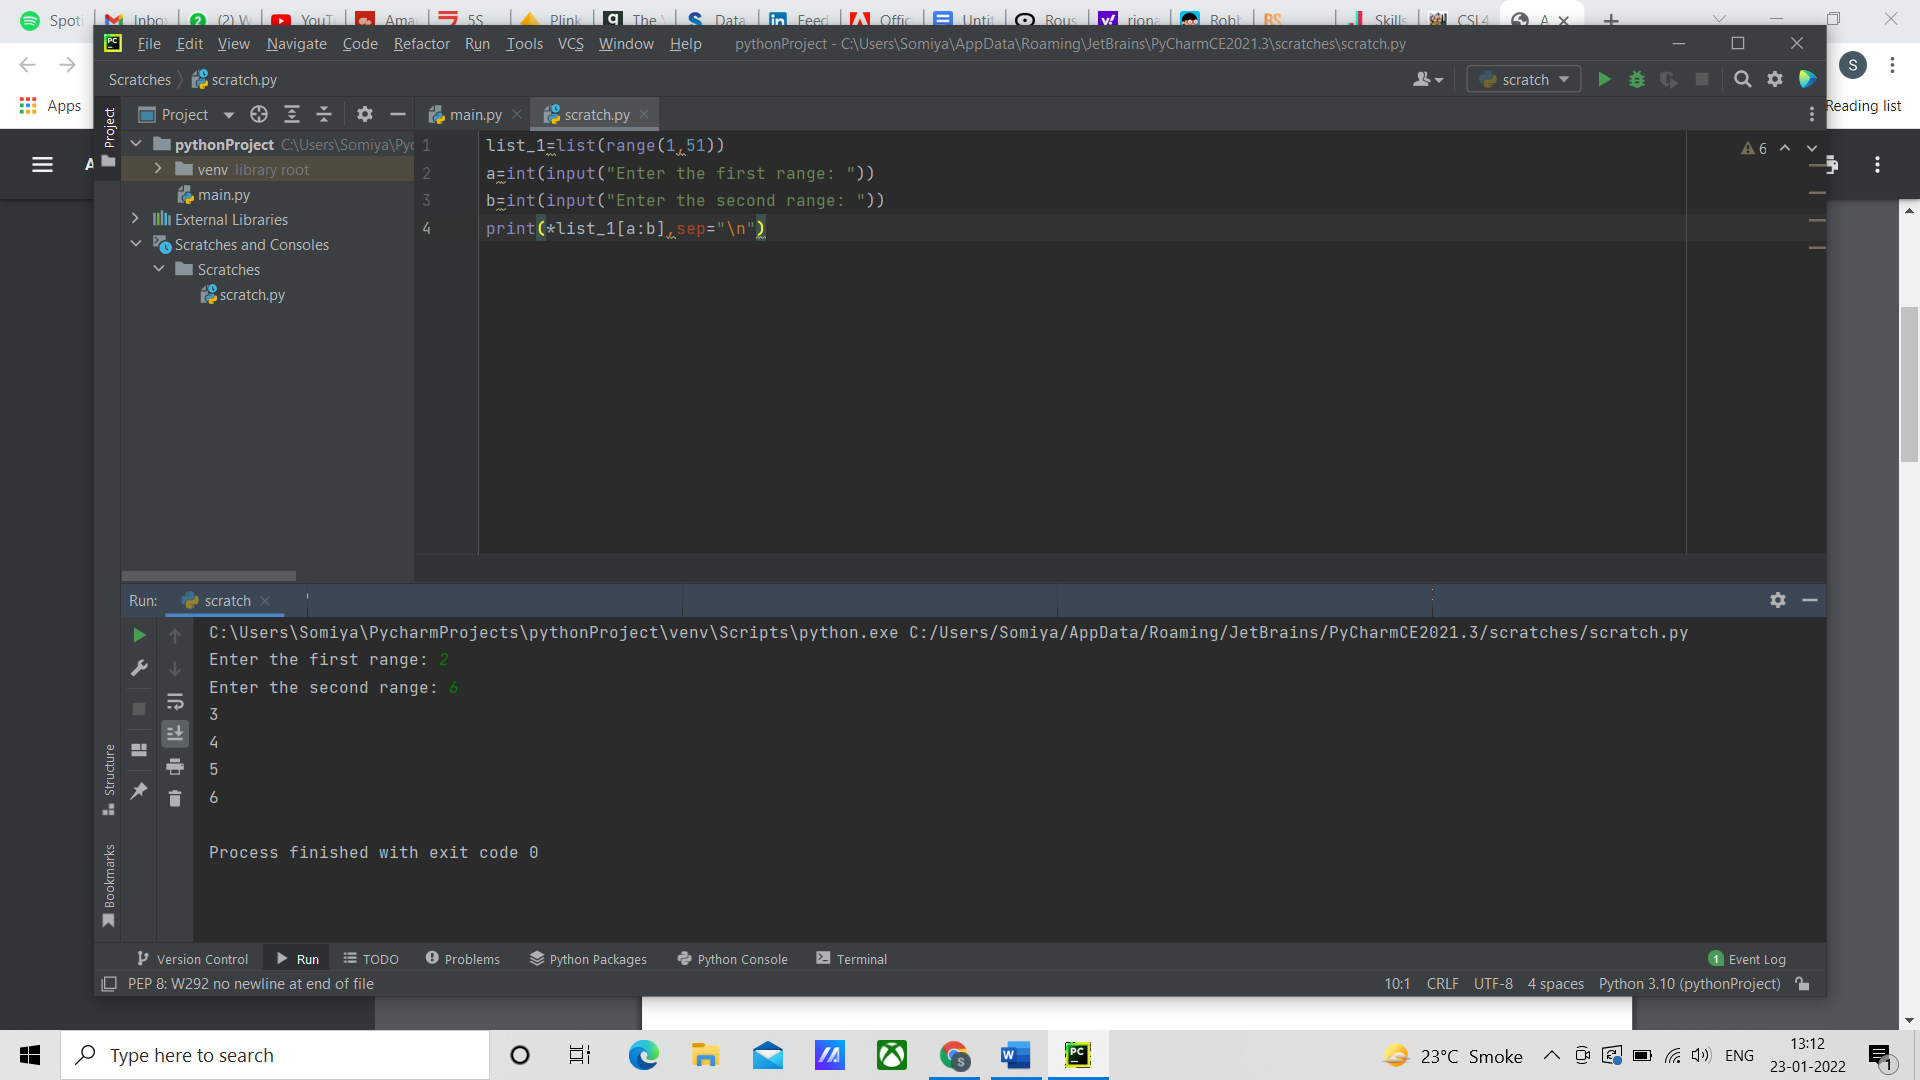 Spoti
Inbo
(2) W
YouT
Ama
5S
Plink
The
Data
Feed
Offic
Untit
Rous
riona
Robb
BS
Skills
CSL4
A
File Edit View Navigate Code Refactor Run Tools VCS Window Help pythonProject - C:\Users\Somiya\AppData\Roaming\JetBrains\PyCharmCE2021.3\scratches\scratch.py
S
Scratches scratch.py
scratch
Apps
Reading list
Project
Project
main.py
scratch.py
pythonProject C:\Users\Somiya\Pyc
venv library root
main.py
External Libraries
Scratches and Consoles
Scratches
scratch.py
1 list_1=list(range(1,51))
2 a=int(input("Enter the first range: "))
3 b=int(input("Enter the second range: "))
4 print(*list_1[a:b],sep="\n")
6
Run: scratch
C:\Users\Somiya\PycharmProjects\pythonProject\venv\Scripts\python.exe C:/Users/Somiya/AppData/Roaming/JetBrains/PyCharmCE2021.3/scratches/scratch.py
Enter the first range: 2
Enter the second range: 6
3
4
5
6
Process finished with exit code 0
Structure
Bookmarks
Version Control Run TODO Problems Python Packages Python Console Terminal 1 Event Log
PEP 8: W292 no newline at end of file 10:1 CRLF UTF-8 4 spaces Python 3.10 (pythonProject)
Type here to search
23°C Smoke
ENG
13:12
23-01-2022
1